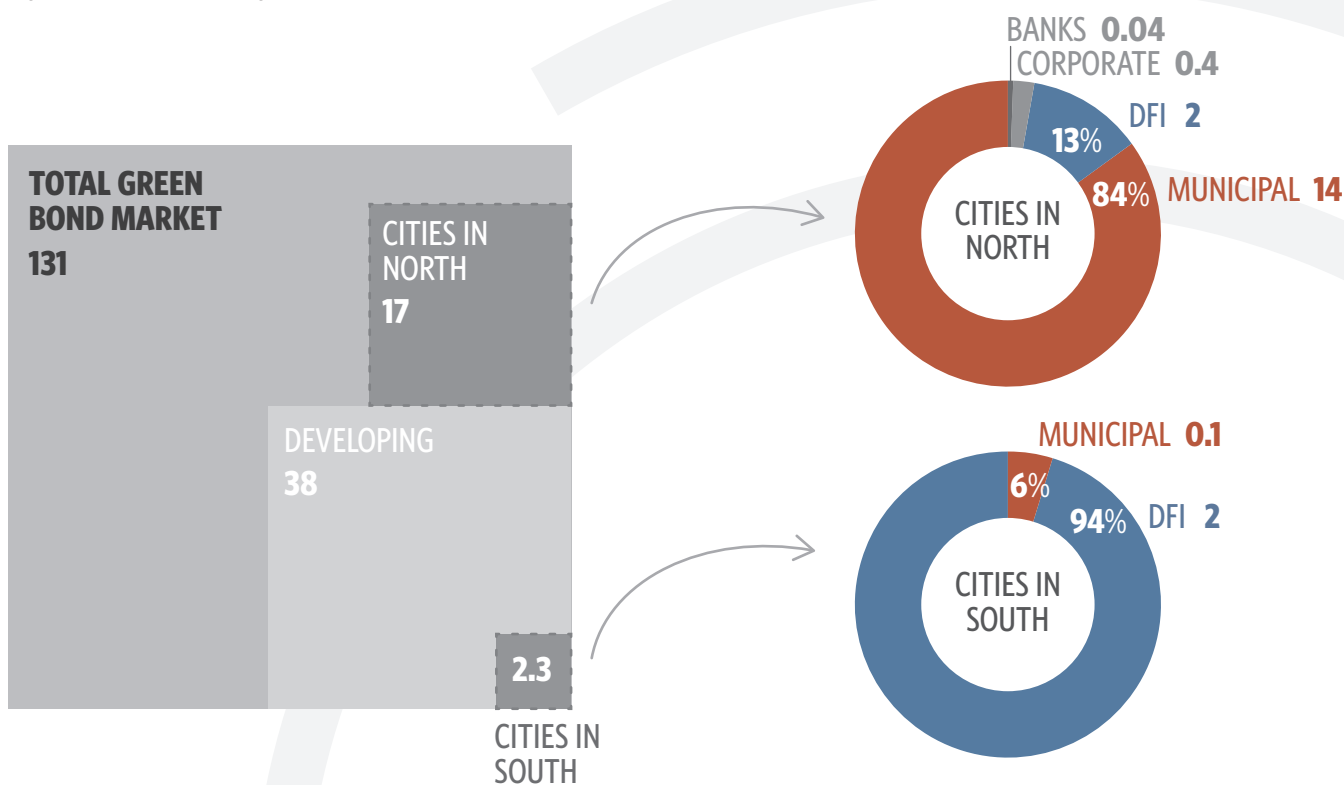 TOTAL GREEN
BOND MARKET
131
CITIES IN
NORTH
17
DEVELOPING
38
2.3
CITIES IN
SOUTH
BANKS 0.04
CORPORATE 0.4
DFI 2
13%
84%
MUNICIPAL 14
CITIES IN
NORTH
MUNICIPAL 0.1
6%
94%
DFI 2
CITIES IN
SOUTH